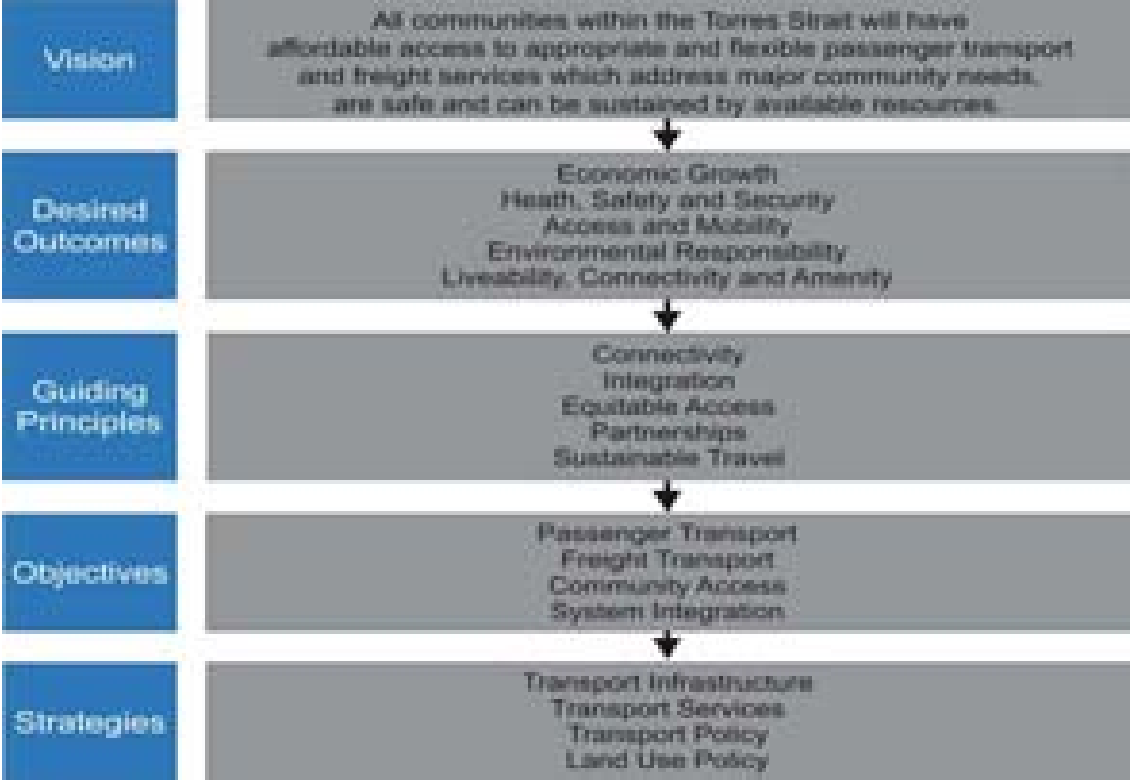 Vision
All communities within the Torres Strait will have
affordable access to appropriate and flexible passenger transport
and freight services which address major community needs,
are safe and can be sustained by available resources.
Desired
Outcomes
Economic Growth
Heath, Safety and Security
Access and Mobility
Environmental Responsibility
Liveability, Connectivity and Amenity
Guiding
Principles
Connectivity
Integration
Equitable Access
Partnerships
Sustainable Travel
Objectives
Passenger Transport
Freight Transport
Community Access
System Integration
Strategies
Transport Infrastructure
Transport Services
Transport Policy
Land Use Policy